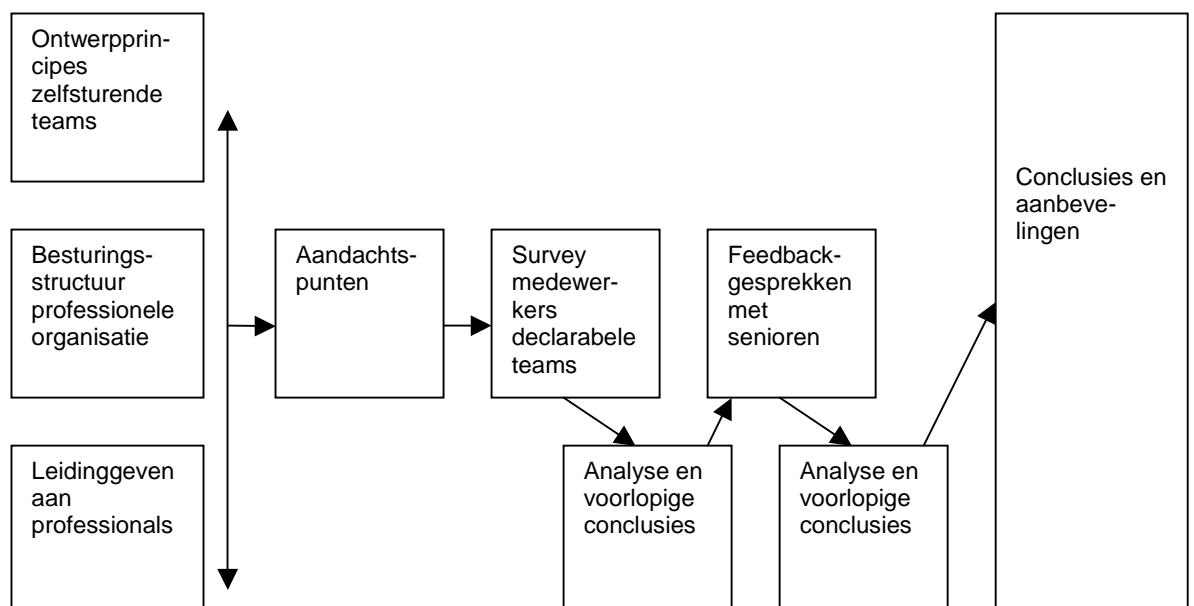 Ontwerpprin-
cipes
zelfsturende
teams
Besturings-
structuur
professionele
organisatie
Leidinggeven
aan
professionals
Aandachts-
punten
Survey
medewer-
kers
declarabele
teams
Analyse en
voorlopige
conclusies
Feedback-
gesprekken
met
senioren
Analyse en
voorlopige
conclusies
Conclusies en
aanbeve-
lingen